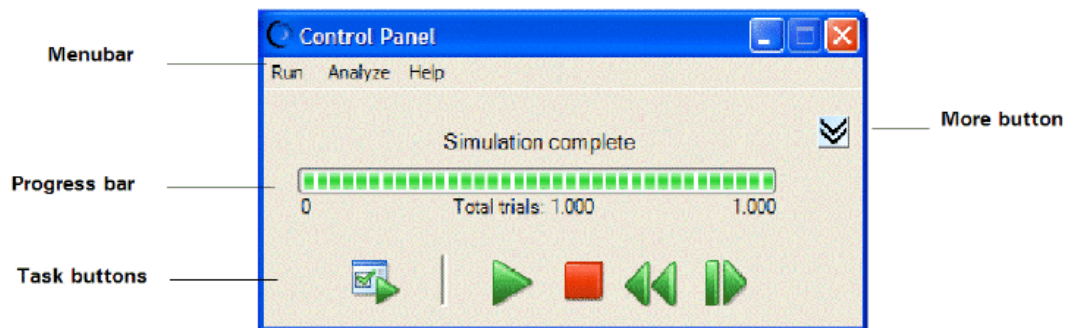 Control Panel
Menubar
Run Analyze Help
More button
Simulation complete
Progress bar
0 Total trials: 1.000 1.000
Task buttons